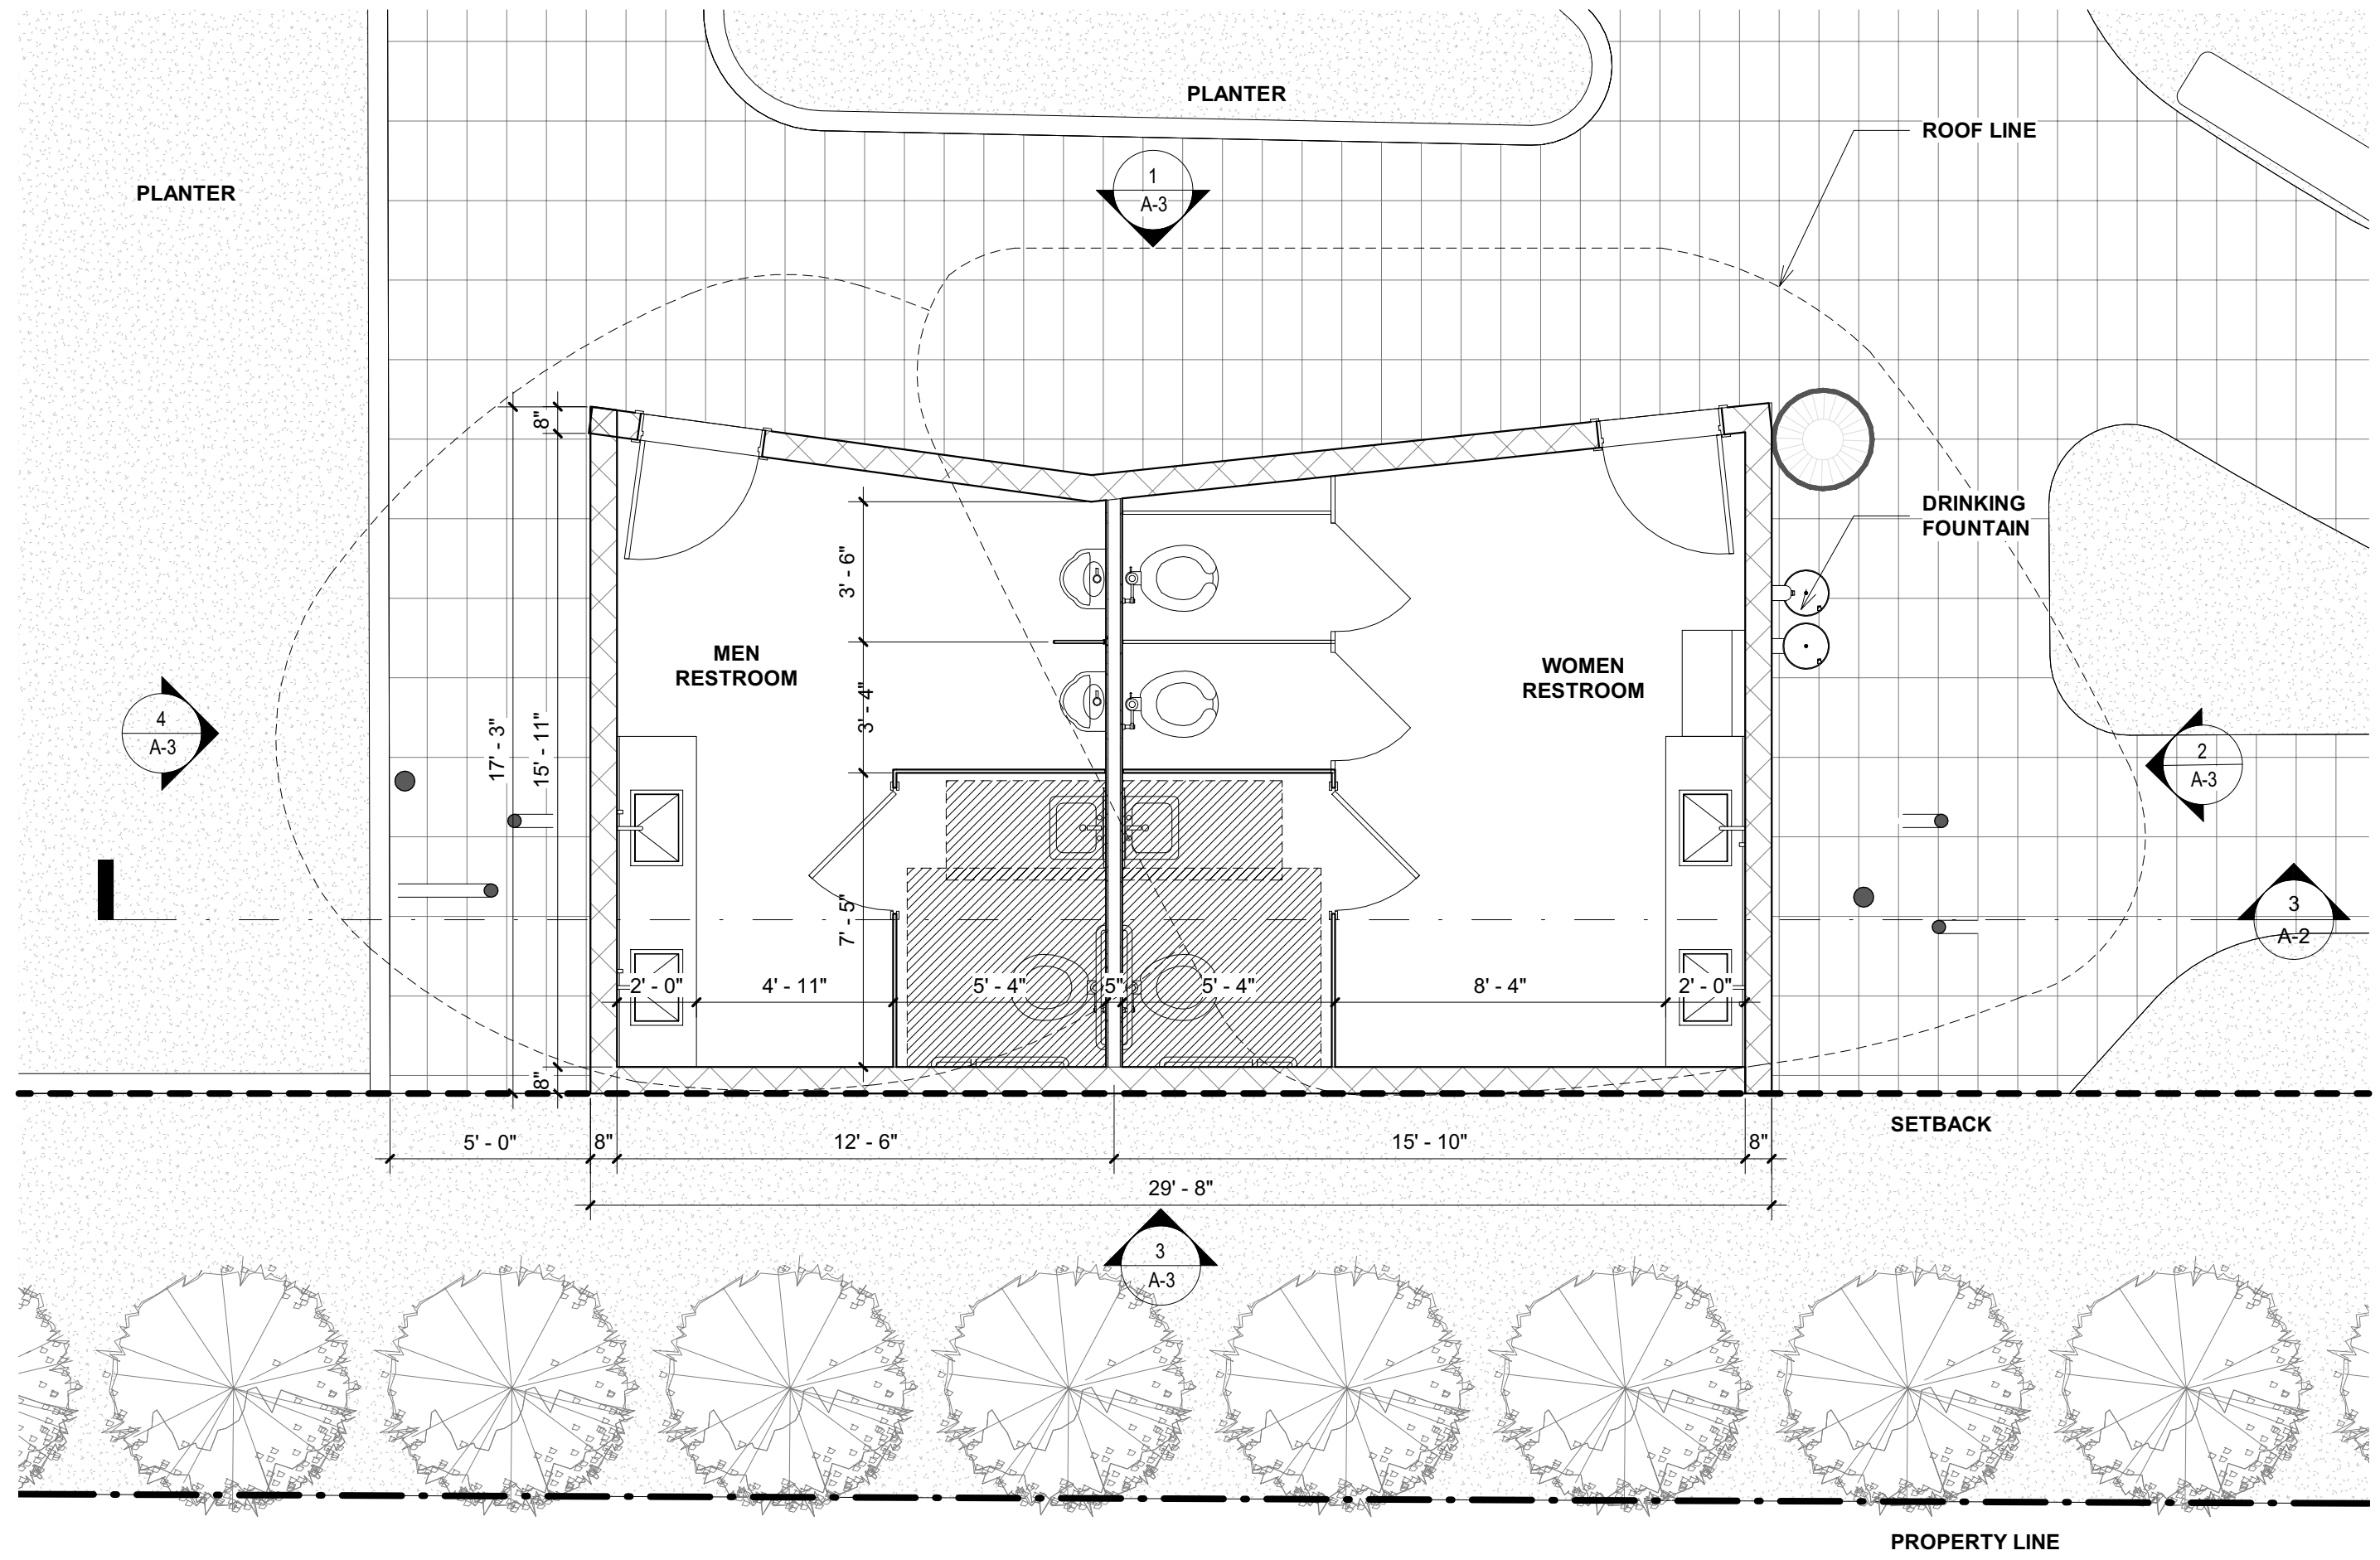 PLANTER
ROOF LINE
PLANTER
1
A-3
8"
DRINKING
FOUNTAIN
3' - 6"
MEN
RESTROOM
WOMEN
RESTROOM
3' - 4"
4
A-3
17' - 3"
15' - 11"
2
A-3
7' - 5"
3
A-2
2' - 0"
4' - 11"
5' - 4"
5"
5' - 4"
8' - 4"
2' - 0"
8"
SETBACK
5' - 0"
8"
12' - 6"
15' - 10"
8"
29' - 8"
3
A-3
PROPERTY LINE